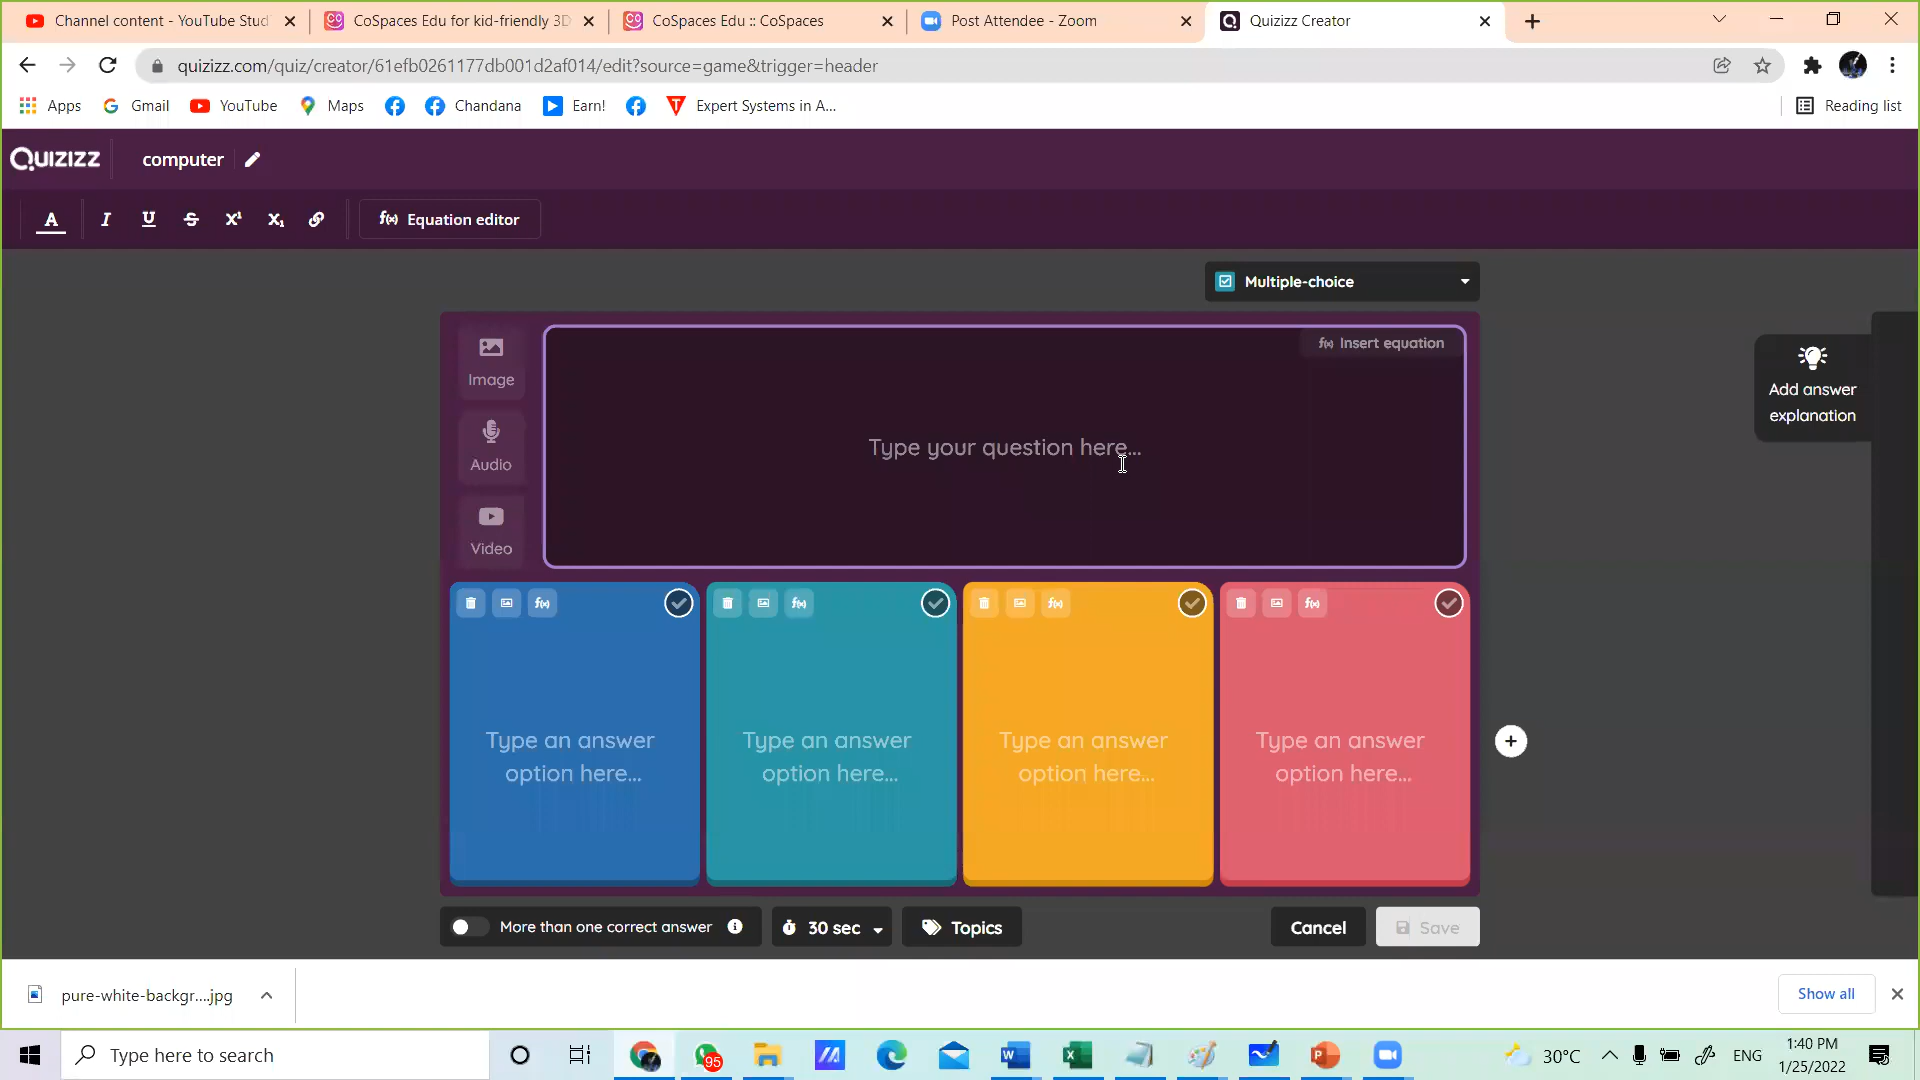 Channel content - YouTube Stud
CoSpaces Edu for kid-friendly 3D
CoSpaces Edu :: CoSpaces
Post Attendee - Zoom
Quizizz Creator
quizizz.com/quiz/creator/61efb0261177db001d2af014/edit?source=game&trigger=header
Apps
Gmail
YouTube
Maps
Chandana
Earn!
Expert Systems in A...
Reading list
QUIZIZZ
computer
A I U S X¹ X₁
f(x) Equation editor
Multiple-choice
Image
Audio
Video
f(x) Insert equation
Type your question here...
Add answer
explanation
f(x)
f(x)
f(x)
f(x)
Type an answer
option here...
Type an answer
option here...
Type an answer
option here...
Type an answer
option here...
More than one correct answer
30 sec
Topics
Cancel
Save
pure-white-backgr....jpg
Show all
Type here to search
95
30°C
ENG
1:40 PM
1/25/2022